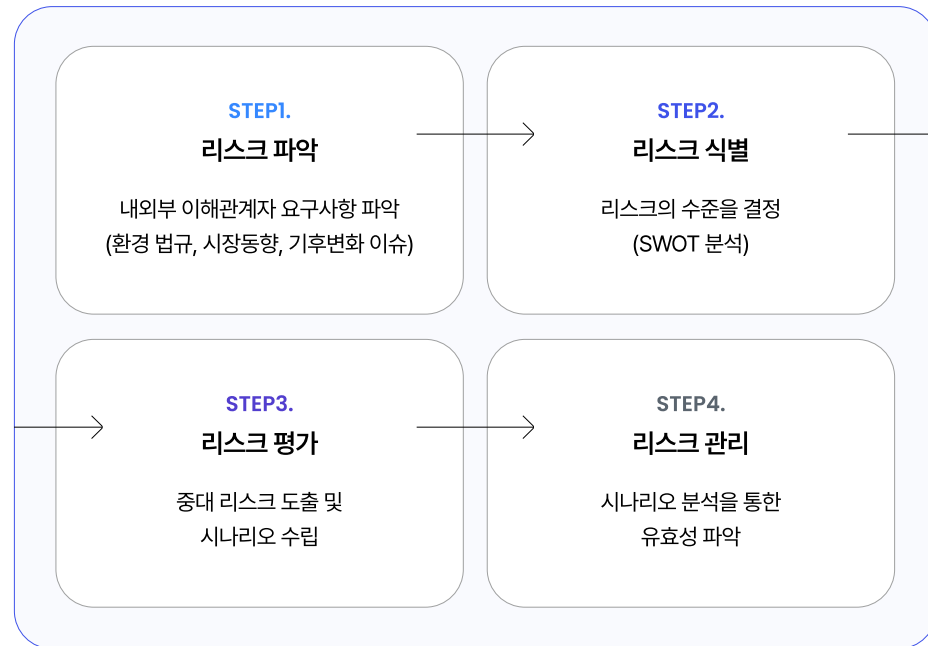 STEP1.
리스크 파악
내외부 이해관계자 요구사항 파악
(환경 법규, 시장동향, 기후변화 이슈)
STEP2.
리스크 식별
리스크의 수준을 결정
(SWOT 분석)
STEP3.
리스크 평가
중대 리스크 도출 및
시나리오 수립
STEP4.
리스크 관리
시나리오 분석을 통한
유효성 파악